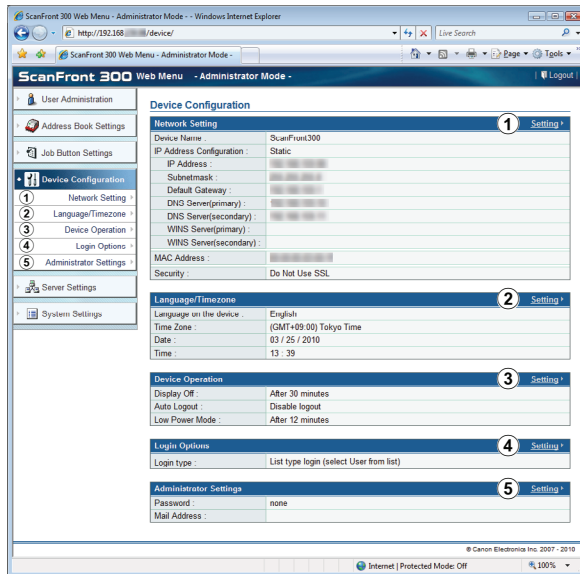 ScanFront 300 Web Menu - Administrator Mode - - Windows Internet Explorer
http://192.168 /device/
Live Search
ScanFront 300 Web Menu - Administrator Mode -
Page
Tools
ScanFront 300 Web Menu - Administrator Mode -
Logout
User Administration
Address Book Settings
Job Button Settings
Device Configuration
1 Network Setting
2 Language/Timezone
3 Device Operation
4 Login Options
5 Administrator Settings
Server Settings
System Settings
Device Configuration
Network Setting 1 Setting
Device Name : ScanFront300
IP Address Configuration : Static
IP Address :
Subnetmask :
Default Gateway :
DNS Server(primary) :
DNS Server(secondary) :
WINS Server(primary) :
WINS Server(secondary) :
MAC Address :
Security : Do Not Use SSL
Language/Timezone 2 Setting
Language on the device : English
Time Zone : (GMT+09:00) Tokyo Time
Date : 03 / 25 / 2010
Time : 13 : 39
Device Operation 3 Setting
Display Off : After 30 minutes
Auto Logout : Disable logout
Low Power Mode : After 12 minutes
Login Options 4 Setting
Login type : List type login (select User from list)
Administrator Settings 5 Setting
Password : none
Mail Address :
© Canon Electronics Inc. 2007 - 2010
Internet | Protected Mode: Off
100%